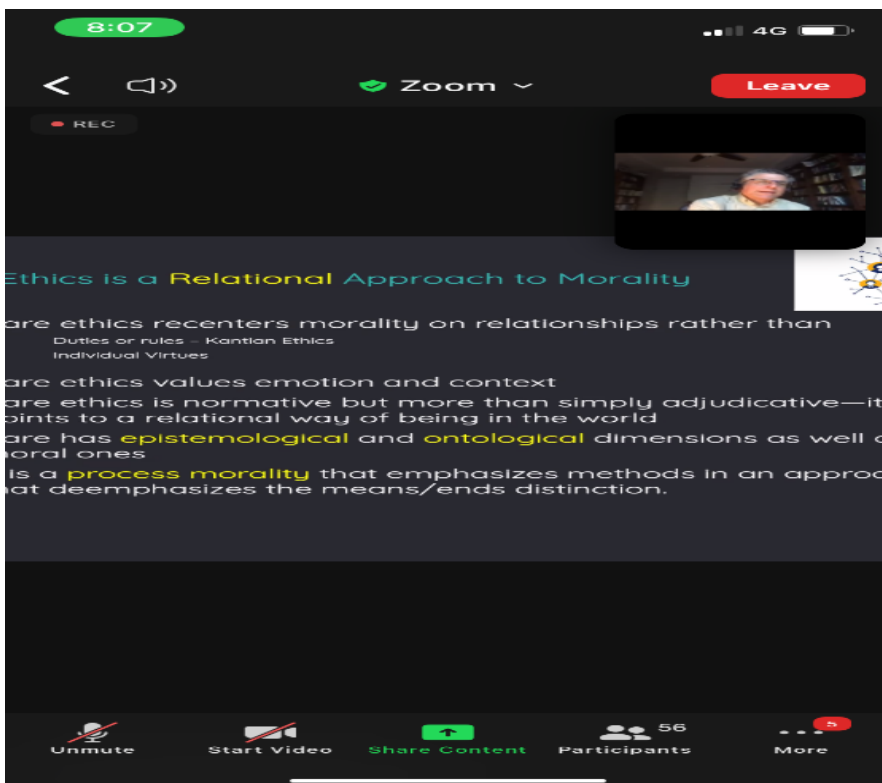 8:07
4G
Zoom
Leave
REC
Ethics is a Relational Approach to Morality
are ethics recenters morality on relationships rather than
Duties or rules – Kantian Ethics
Individual Virtues
are ethics values emotion and context
are ethics is normative but more than simply adjudicative—it
oints to a relational way of being in the world
are has epistemological and ontological dimensions as well
oral ones
is a process morality that emphasizes methods in an approc
at deemphasizes the means/ends distinction.
Unmute
Start Video
Share Content
56
Participants
5
More